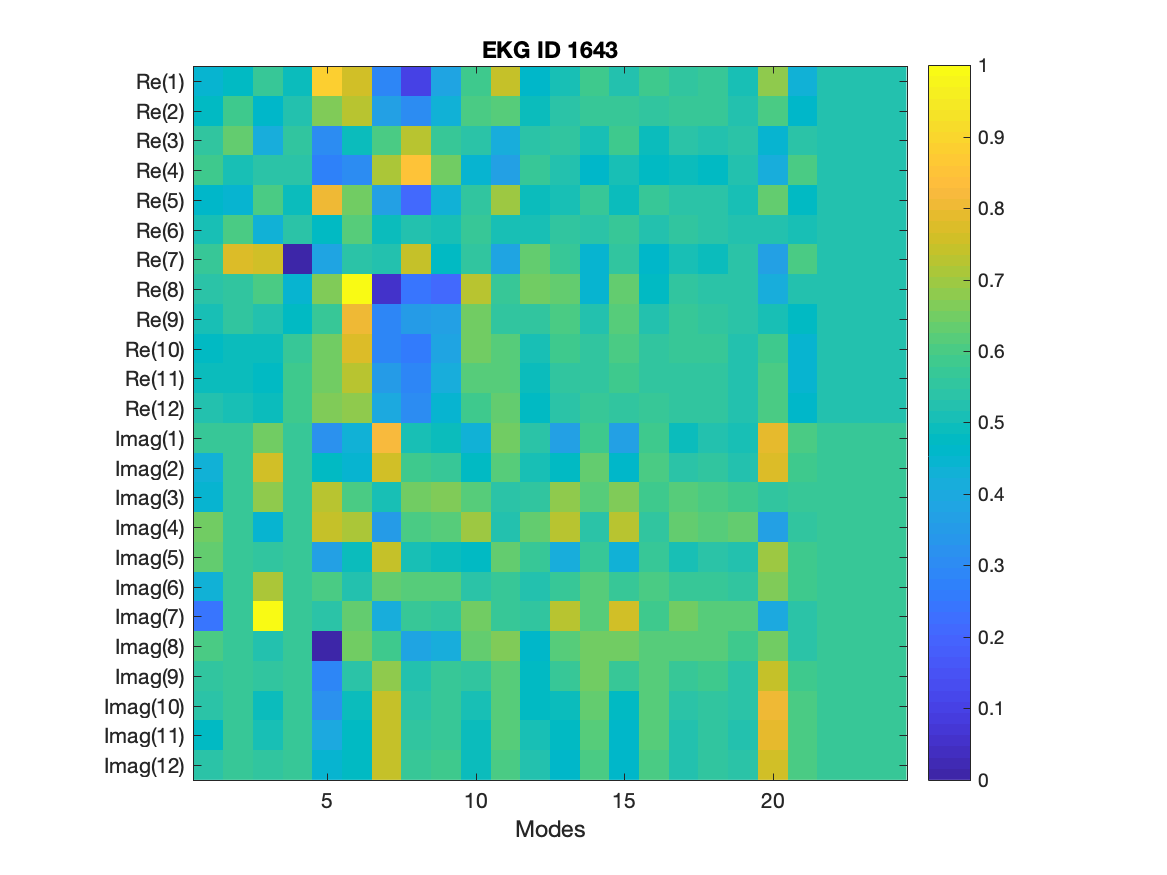 EKG ID 1643
Re(1)
Re(2)
Re(3)
Re(4)
Re(5)
Re(6)
Re(7)
Re(8)
Re(9)
Re(10)
Re(11)
Re(12)
Imag(1)
Imag(2)
Imag(3)
Imag(4)
Imag(5)
Imag(6)
Imag(7)
Imag(8)
Imag(9)
Imag(10)
Imag(11)
Imag(12)
5 10 15 20
Modes
1
0.9
0.8
0.7
0.6
0.5
0.4
0.3
0.2
0.1
0